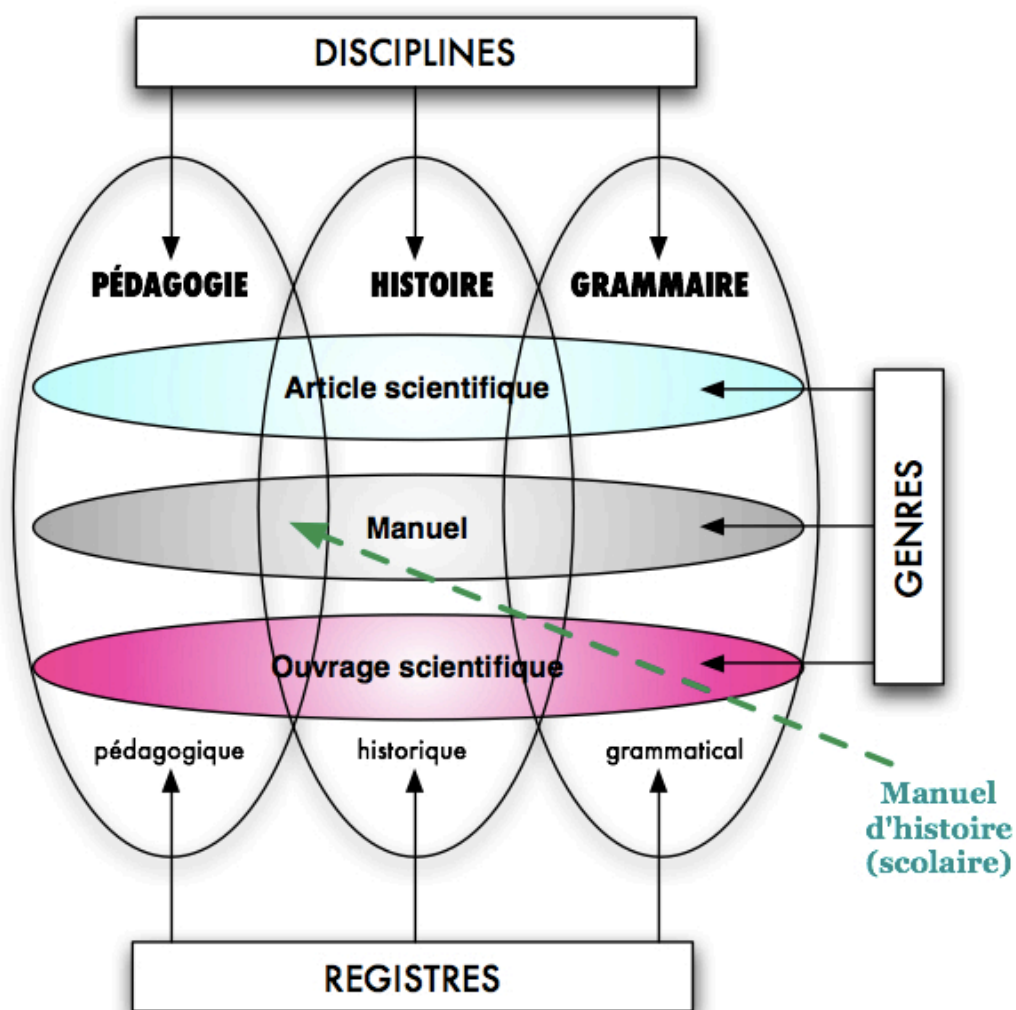 DISCIPLINES
PÉDAGOGIE
HISTOIRE
GRAMMAIRE
Article scientifique
Manuel
GENRES
Ouvrage scientifique
pédagogique
historique
grammatical
Manuel
d'histoire
(scolaire)
REGISTRES